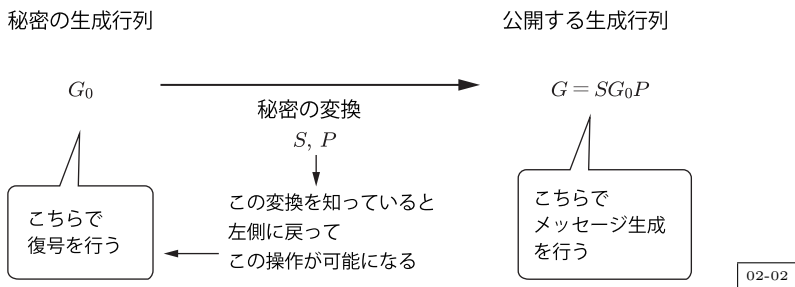 秘密の生成行列
公開する生成行列
G₀
G = SG₀P
秘密の変換
S, P
こちらで
復号を行う
この変換を知っていると
左側に戻って
この操作が可能になる
こちらで
メッセージ生成
を行う
02-02